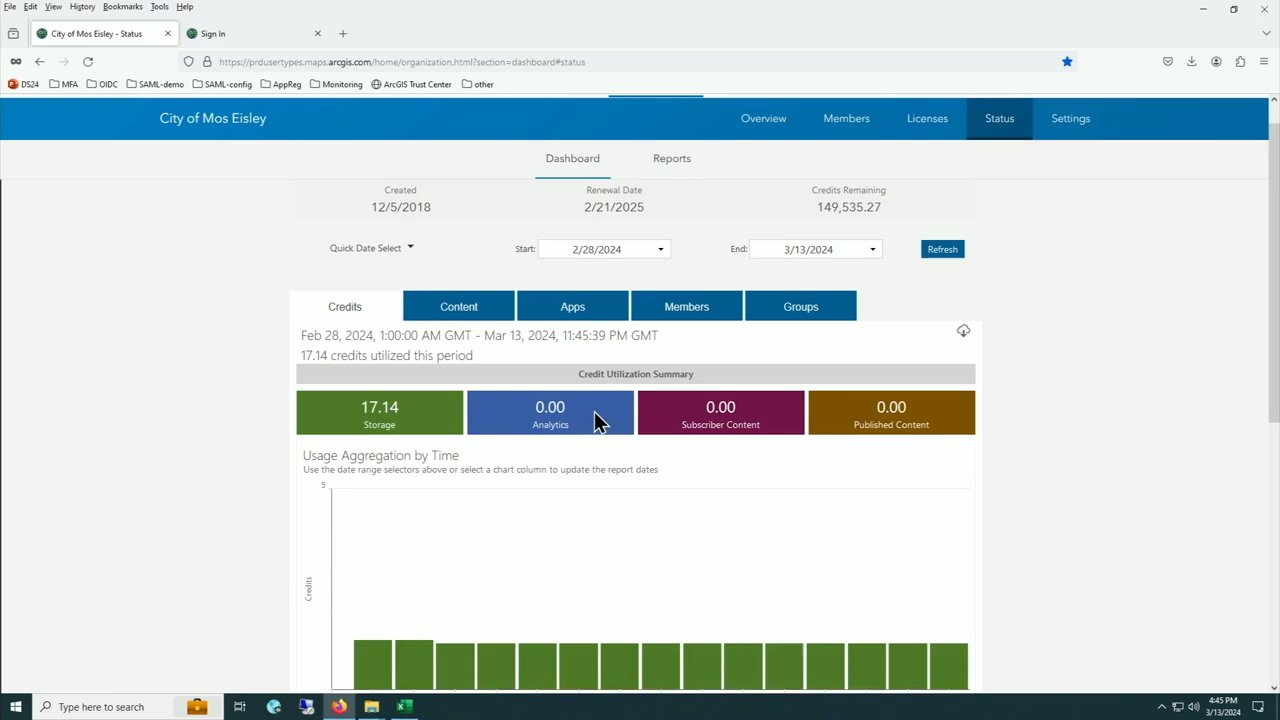 File Edit View History Bookmarks Tools Help
City of Mos Eisley - Status
Sign In
https://prdusertypes.maps.arcgis.com/home/organization.html?section=dashboard#status
DS24 MFA OIDC SAML-demo SAML-config AppReg Monitoring ArcGIS Trust Center other
City of Mos Eisley Overview Members Licenses Status Settings
Dashboard Reports
Created Renewal Date Credits Remaining
12/5/2018 2/21/2025 149,535.27
Quick Date Select Start: 2/28/2024 End: 3/13/2024 Refresh
Credits Content Apps Members Groups
Feb 28, 2024, 1:00:00 AM GMT - Mar 13, 2024, 11:45:39 PM GMT
17.14 credits utilized this period
Credit Utilization Summary
17.14 0.00 0.00 0.00
Storage Analytics Subscriber Content Published Content
Usage Aggregation by Time
Use the date range selectors above or select a chart column to update the report dates
5
Credits
Type here to search
4:45 PM
3/13/2024